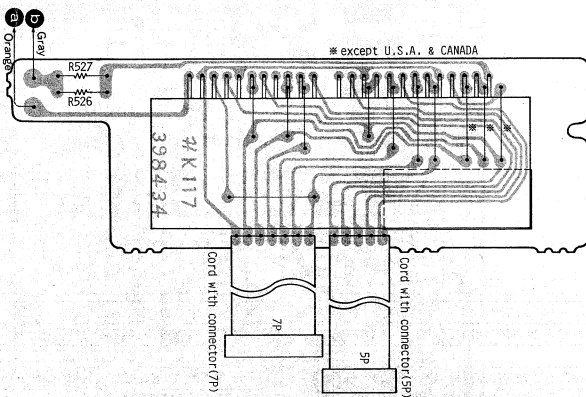 a
b
Orange
Gray
R527
R526
※ except U.S.A. & CANADA
※ ※ ※
#K117
398434
Cord with connector(7P)
7P
5P
Cord with connector(5P)